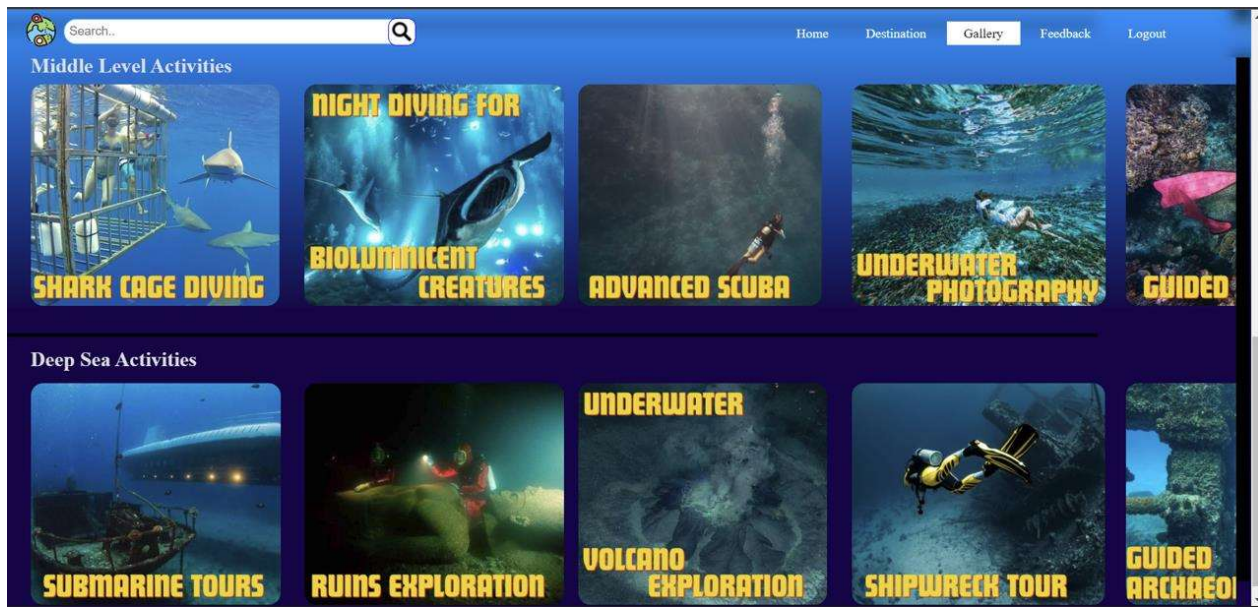 Search..
Home
Destination
Gallery
Feedback
Logout
Middle Level Activities
SHARK CAGE DIVING
NIGHT DIVING FOR
BIOLUMNICENT
CREATURES
ADVANCED SCUBA
UNDERWATER
PHOTOGRAPHY
GUIDED
Deep Sea Activities
SUBMARINE TOURS
RUINS EXPLORATION
UNDERWATER
VOLCANO
EXPLORATION
SHIPWRECK TOUR
GUIDED
ARCHAEOL